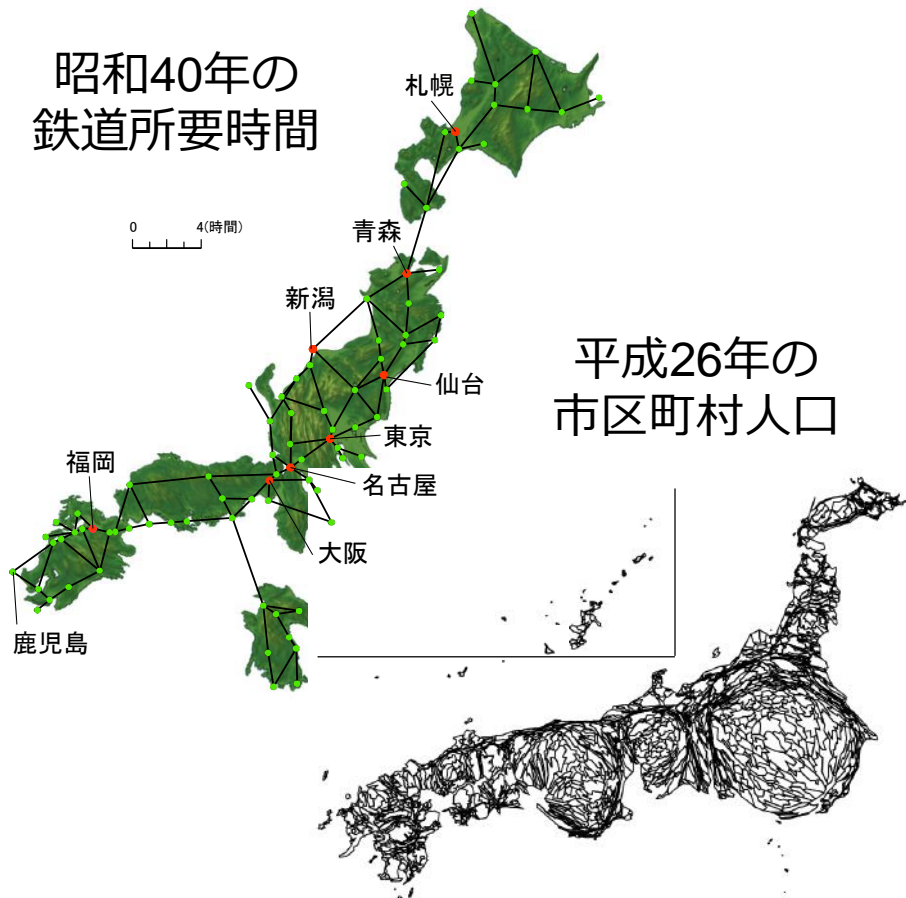 昭和40年の
鉄道所要時間
札幌
0 4(時間)
青森
新潟
平成26年の
市区町村人口
仙台
東京
福岡
名古屋
大阪
鹿児島